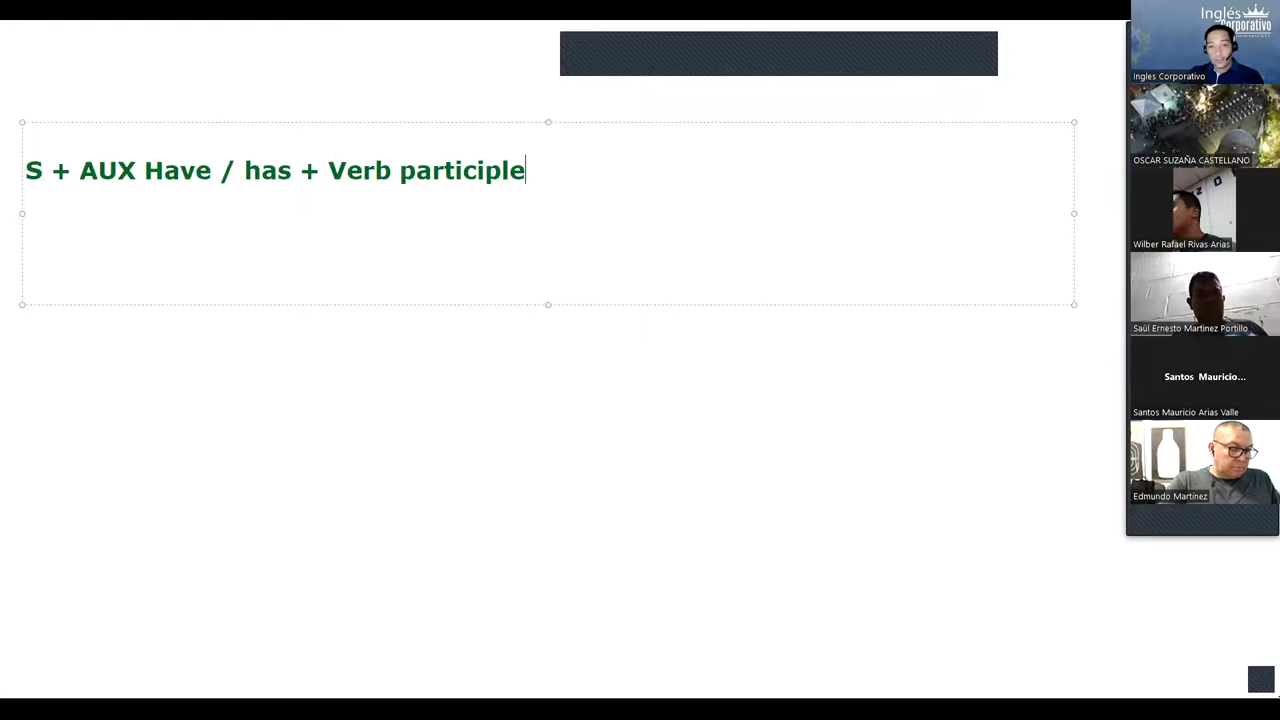 Inglés
Corporativo
Ingles Corporativo
OSCAR SUZAÑA CASTELLANO
S + AUX Have / has + Verb participle
Wilber Rafael Rivas Arias
Saúl Ernesto Martinez Portillo
Santos Mauricio...
Santos Mauricio Arias Valle
Edmundo Martínez